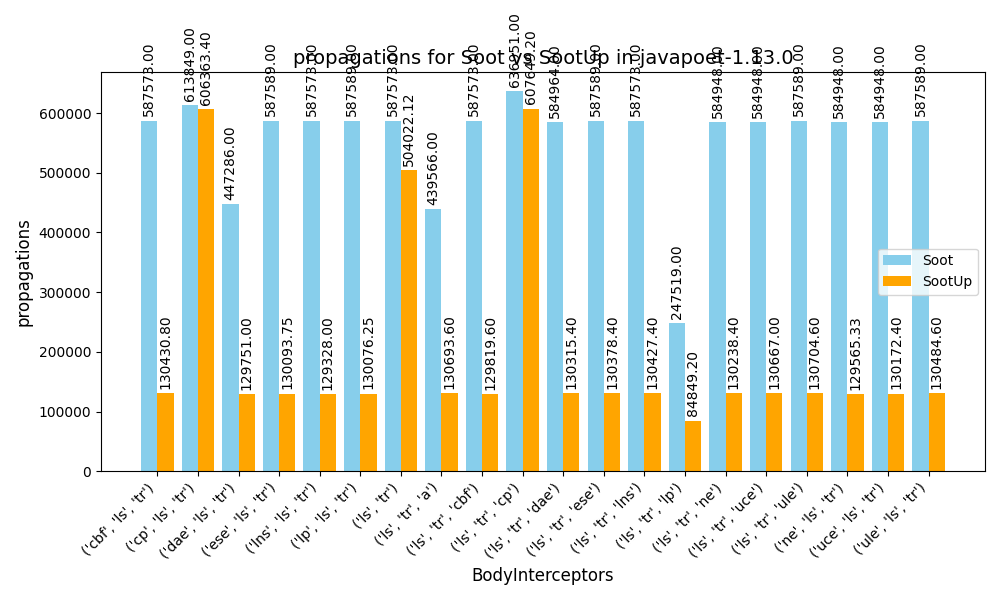 propagations for Soot vs SootUp in javapoet-1.13.0
propagations
600000
500000
400000
300000
200000
100000
0
587573.00
130430.80
613849.00
606363.40
447286.00
129751.00
587589.00
130093.75
587573.00
129328.00
587589.00
130076.25
587573.00
504022.12
439566.00
130693.60
587573.00
129819.60
607649.20
584964.00
130315.40
587589.00
130378.40
587573.00
130427.40
247519.00
84849.20
584948.00
130238.40
584948.00
130667.00
587589.00
130704.60
584948.00
129565.33
584948.00
130172.40
587589.00
130484.60
Soot
SootUp
('cbf', 'ls', 'tr')
('cp', 'ls', 'tr')
('dae', 'ls', 'tr')
('ese', 'ls', 'tr')
('lns', 'ls', 'tr')
('lp', 'ls', 'tr')
('ls', 'tr')
('ls', 'tr', 'a')
('ls', 'tr', 'cbf')
('ls', 'tr', 'cp')
('ls', 'tr', 'dae')
('ls', 'tr', 'ese')
('ls', 'tr', 'lns')
('ls', 'tr', 'lp')
('ls', 'tr', 'ne')
('ls', 'tr', 'uce')
('ls', 'tr', 'ule')
('ne', 'ls', 'tr')
('uce', 'ls', 'tr')
('ule', 'ls', 'tr')
BodyInterceptors